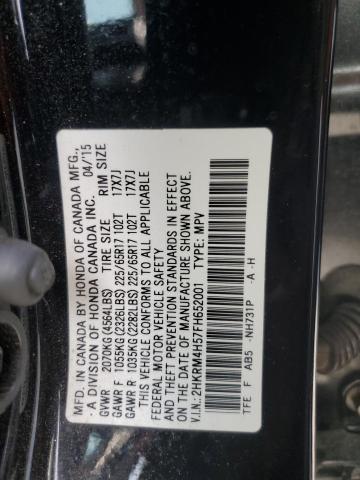 MFD. IN CANADA BY HONDA OF CANADA MFG.,
- A DIVISION OF HONDA CANADA INC. 04/'15
GVWR 2070KG(4564LBS) TIRE SIZE RIM SIZE
GAWR F 1055KG(2326LBS) 225/65R17 102T 17X7J
GAWR R 1035KG(2282LBS) 225/65R17 102T 17X7J
THIS VEHICLE CONFORMS TO ALL APPLICABLE
FEDERAL MOTOR VEHICLE SAFETY
AND THEFT PREVENTION STANDARDS IN EFFECT
ON THE DATE OF MANUFACTURE SHOWN ABOVE.
V.I.N.: 2HKRM4H57FH652001 TYPE: MPV
TFE F AB5 -NH731P -A -H